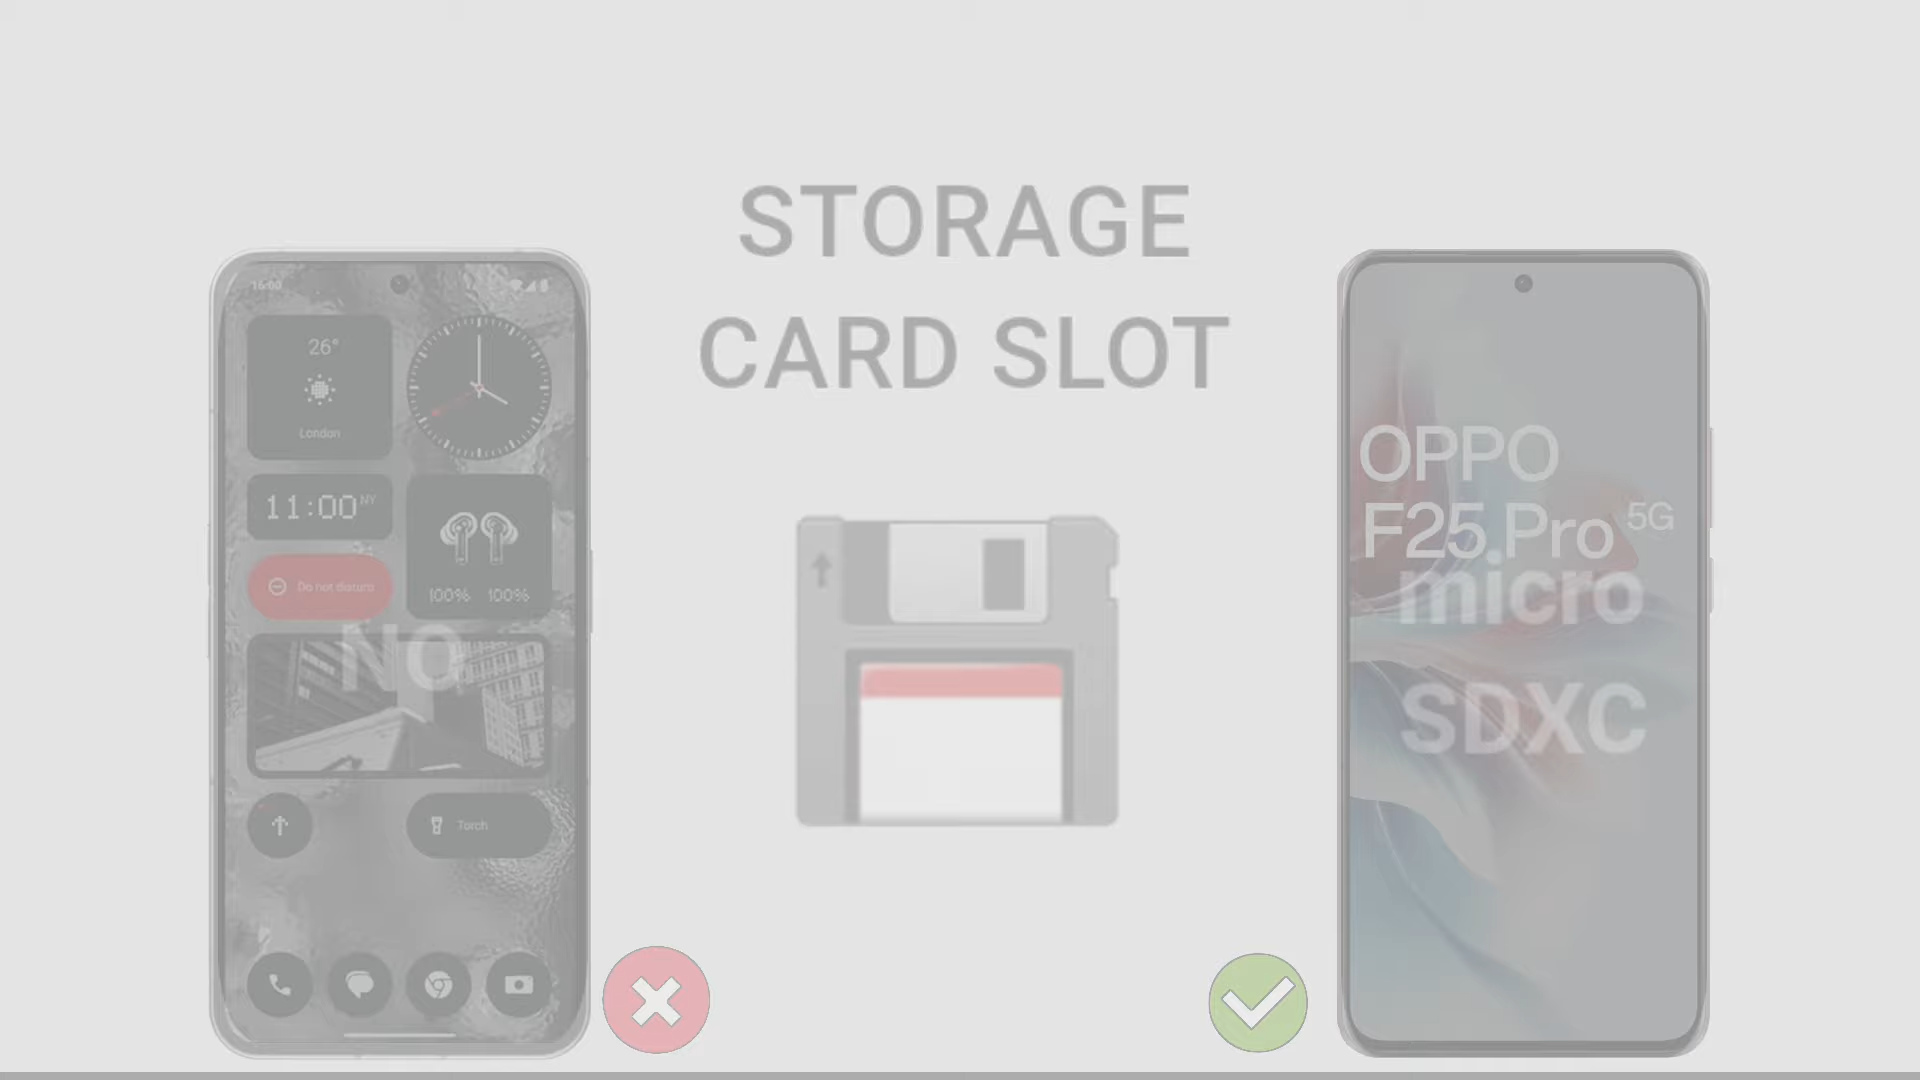 STORAGE
CARD SLOT
16:00
26°
London
11:00 NY
100% 100%
Do not disturb
NO
Torch
OPPO
F25 Pro 5G
micro
SDXC